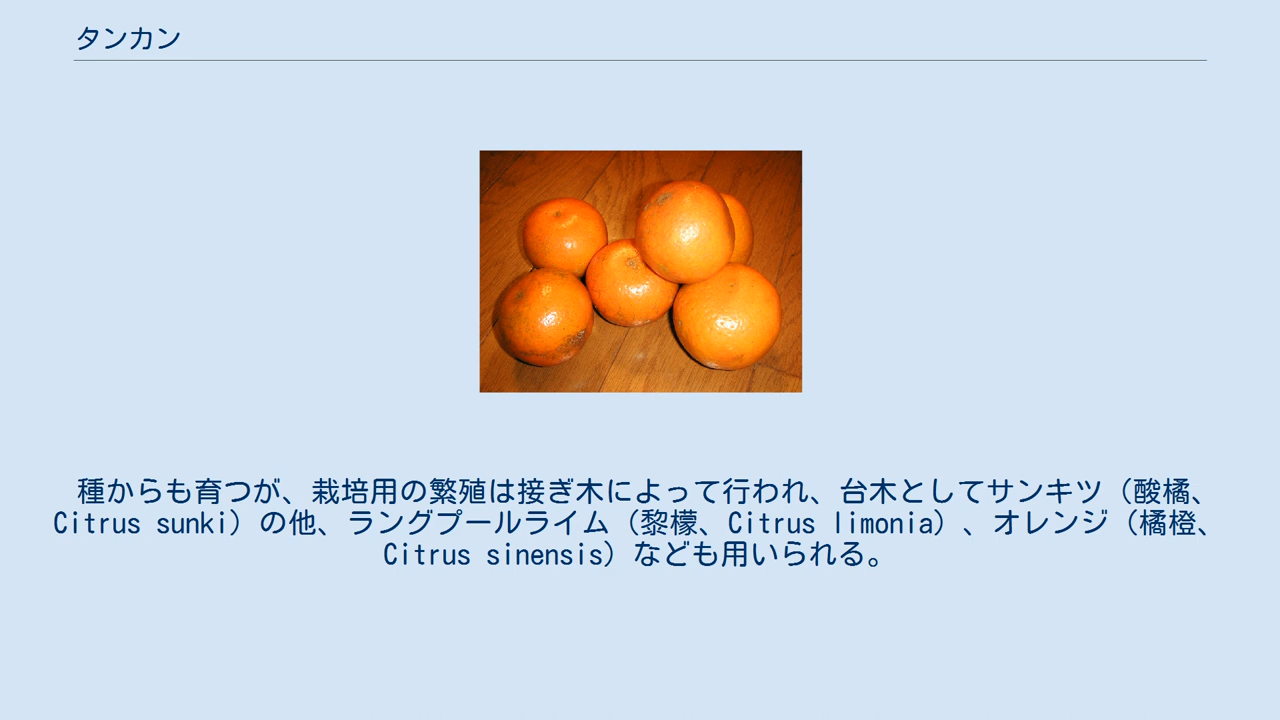 タンカン
種からも育つが、栽培用の繁殖は接ぎ木によって行われ、台木としてサンキツ（酸橘、
Citrus sunki）の他、ラングプールライム（黎檬、Citrus limonia）、オレンジ（橘橙、
Citrus sinensis）なども用いられる。